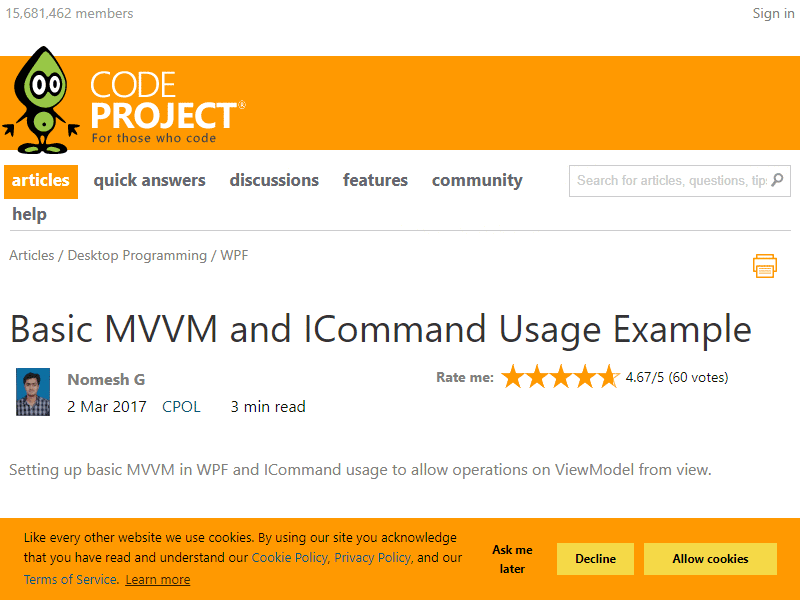 15,681,462 members
Sign in
CODE
PROJECT®
For those who code
articles quick answers discussions features community
Search for articles, questions, tips
help
Articles / Desktop Programming / WPF
Basic MVVM and ICommand Usage Example
Nomesh G
Rate me: 4.67/5 (60 votes)
2 Mar 2017 CPOL 3 min read
Setting up basic MVVM in WPF and ICommand usage to allow operations on ViewModel from view.
Like every other website we use cookies. By using our site you acknowledge
that you have read and understand our Cookie Policy, Privacy Policy, and our
Terms of Service. Learn more
Ask me
later
Decline
Allow cookies